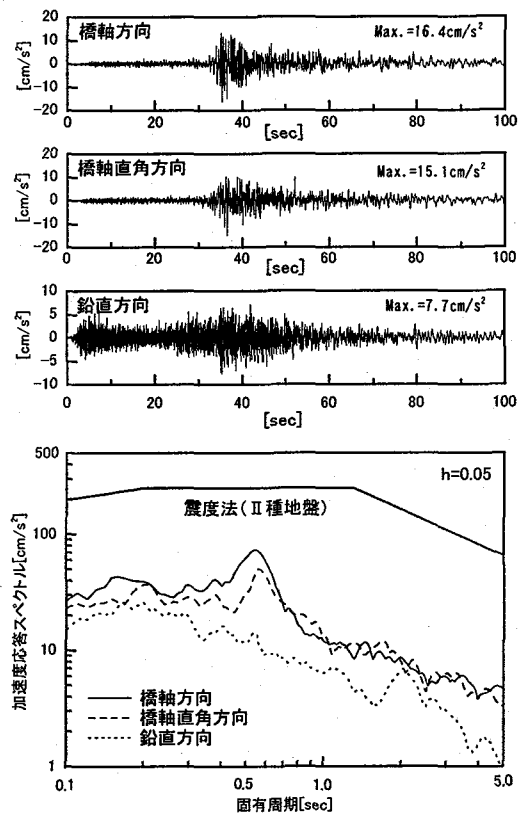 20
10
0
-10
-20
[cm/s²]
橋軸方向
Max.=16.4cm/s²
0 20 40 60 80 100
[sec]
20
10
0
-10
-20
[cm/s²]
橋軸直角方向
Max.=15.1cm/s²
0 20 40 60 80 100
[sec]
10
5
0
-5
-10
[cm/s²]
鉛直方向
Max.=7.7cm/s²
0 20 40 60 80 100
[sec]
500
100
10
1
加速度応答スペクトル[cm/s²]
h=0.05
震度法(Ⅱ種地盤)
橋軸方向
橋軸直角方向
鉛直方向
0.1 0.5 1.0 5.0
固有周期[sec]